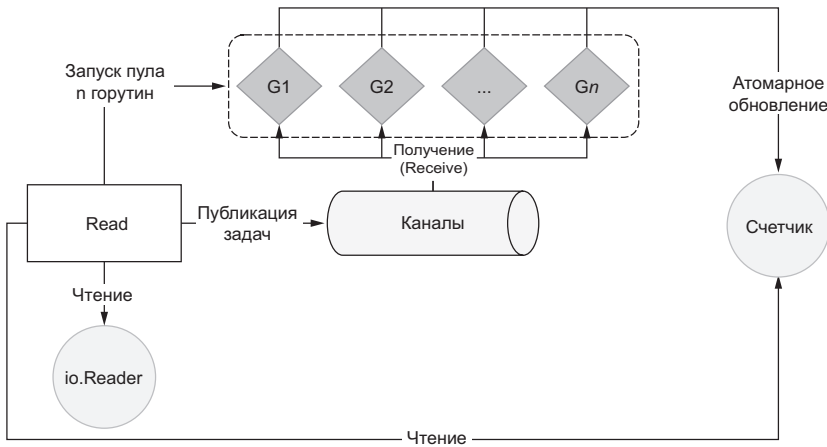 Запуск пула
n горутин
G1
G2
...
Gn
Атомарное
обновление
Получение
(Receive)
Read
Публикация
задач
Каналы
Счетчик
Чтение
io.Reader
Чтение